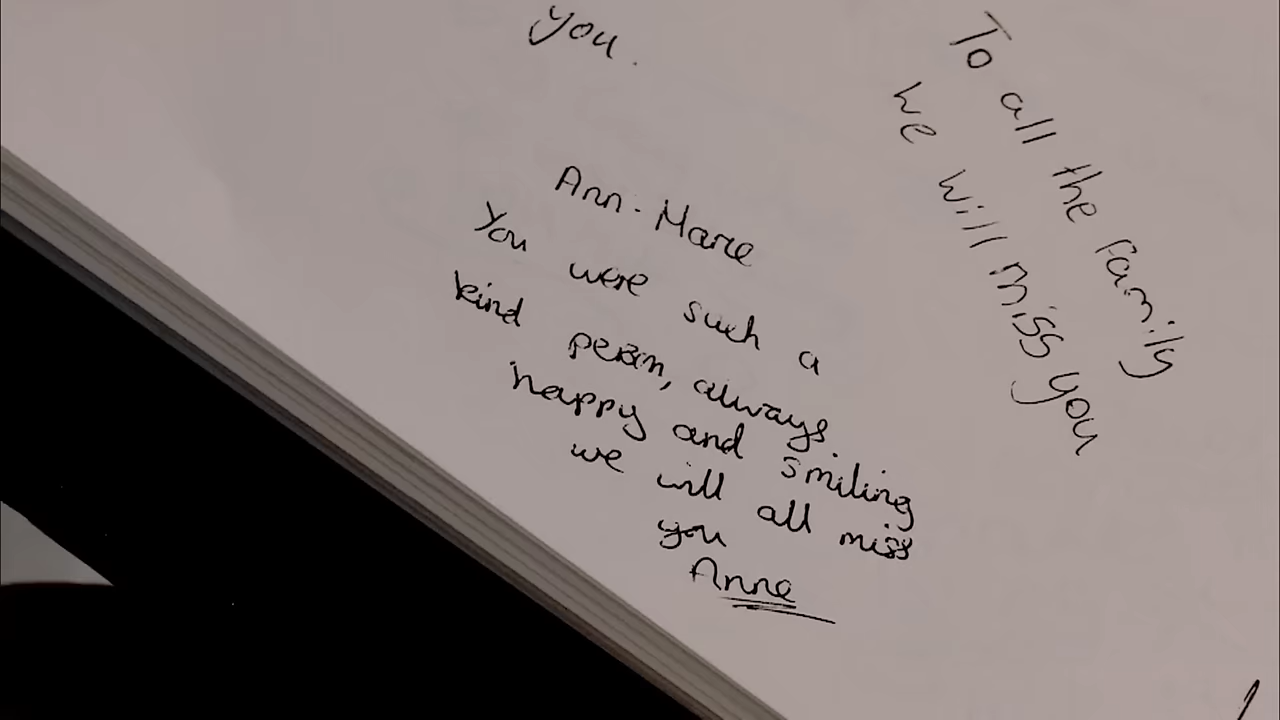 you.
Ann-Marie
You were such a
kind person, always
happy and smiling
we will all miss
you
Anne
To all the family
we will miss you